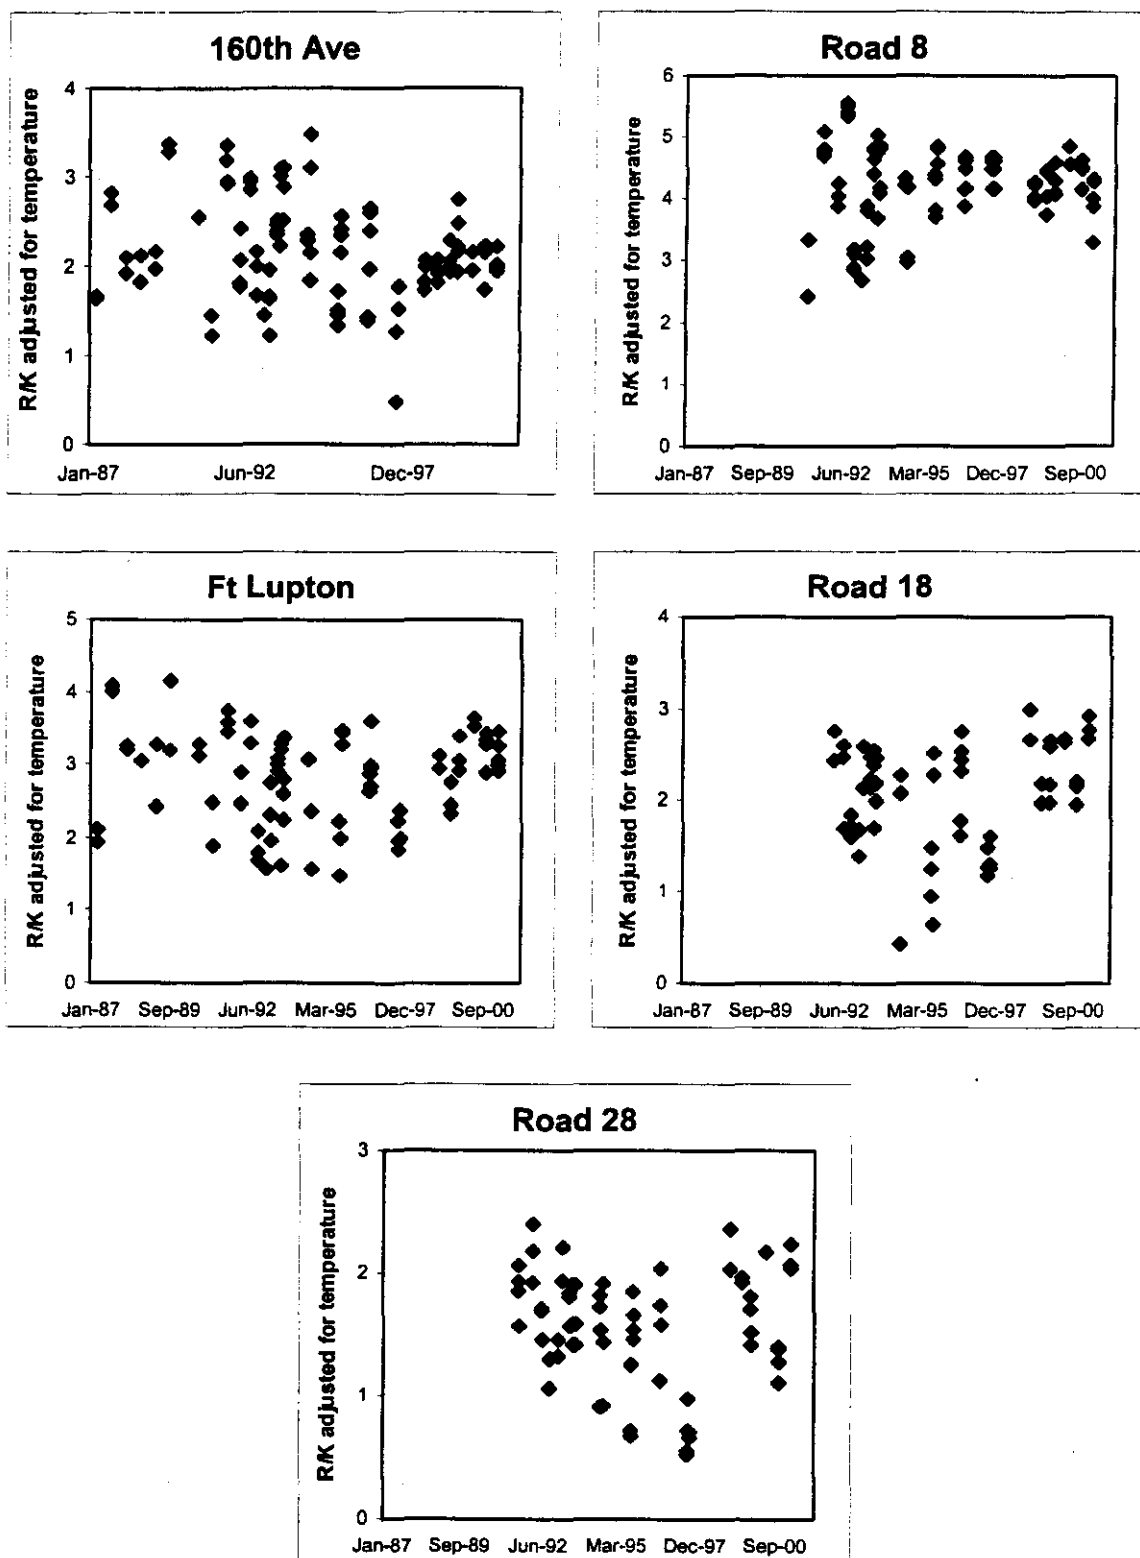 160th Ave
R/K adjusted for temperature
4
3
2
1
0
Jan-87 Jun-92 Dec-97
Road 8
R/K adjusted for temperature
6
5
4
3
2
1
0
Jan-87 Sep-89 Jun-92 Mar-95 Dec-97 Sep-00
Ft Lupton
R/K adjusted for temperature
5
4
3
2
1
0
Jan-87 Sep-89 Jun-92 Mar-95 Dec-97 Sep-00
Road 18
R/K adjusted for temperature
4
3
2
1
0
Jan-87 Sep-89 Jun-92 Mar-95 Dec-97 Sep-00
Road 28
R/K adjusted for temperature
3
2
1
0
Jan-87 Sep-89 Jun-92 Mar-95 Dec-97 Sep-00